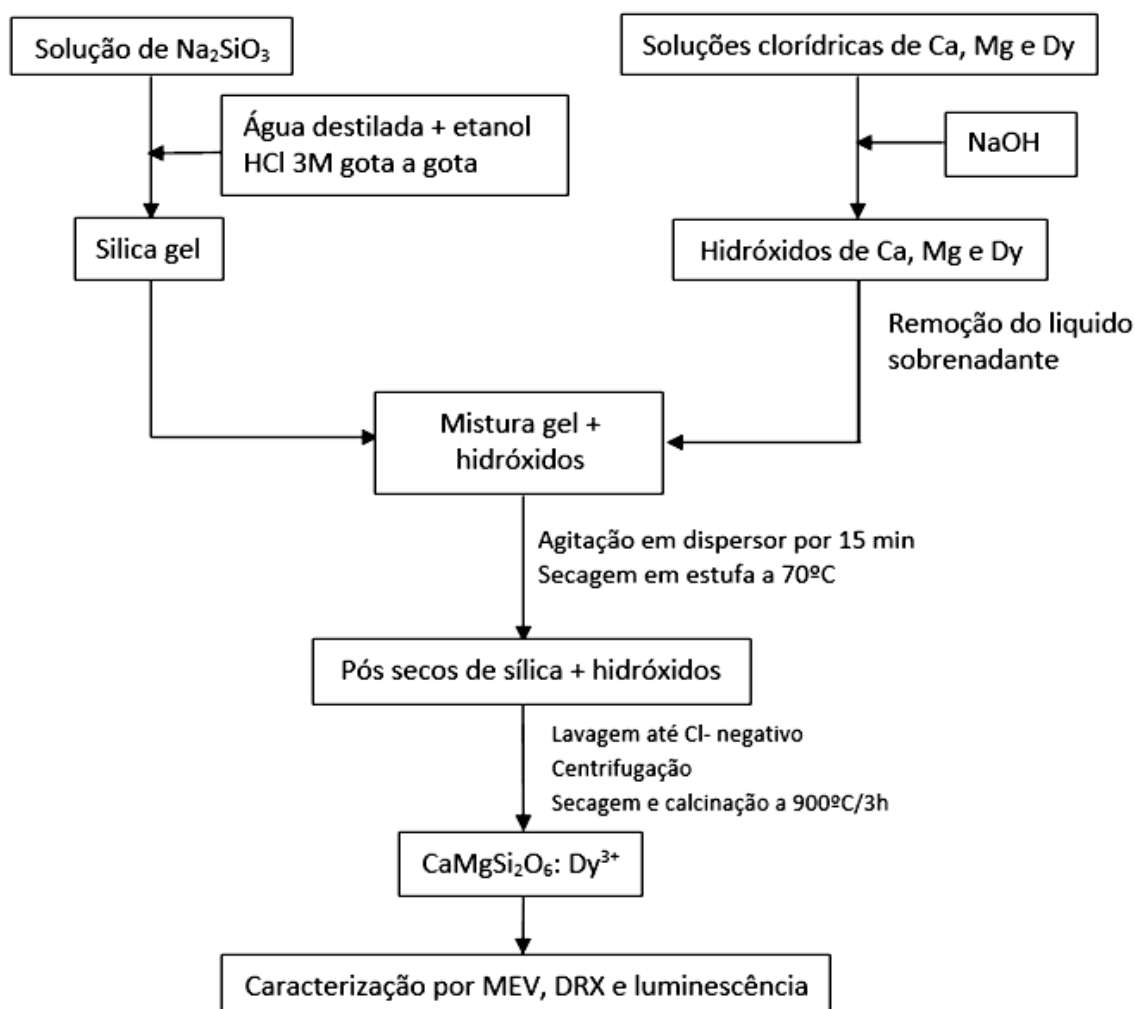 Solução de Na₂SiO₃
Soluções clorídricas de Ca, Mg e Dy
Água destilada + etanol
HCl 3M gota a gota
NaOH
Silica gel
Hidróxidos de Ca, Mg e Dy
Remoção do liquido
sobrenadante
Mistura gel +
hidróxidos
Agitação em dispersor por 15 min
Secagem em estufa a 70ºC
Pós secos de sílica + hidróxidos
Lavagem até Cl- negativo
Centrifugação
Secagem e calcinação a 900ºC/3h
CaMgSi₂O₆: Dy³⁺
Caracterização por MEV, DRX e luminescência